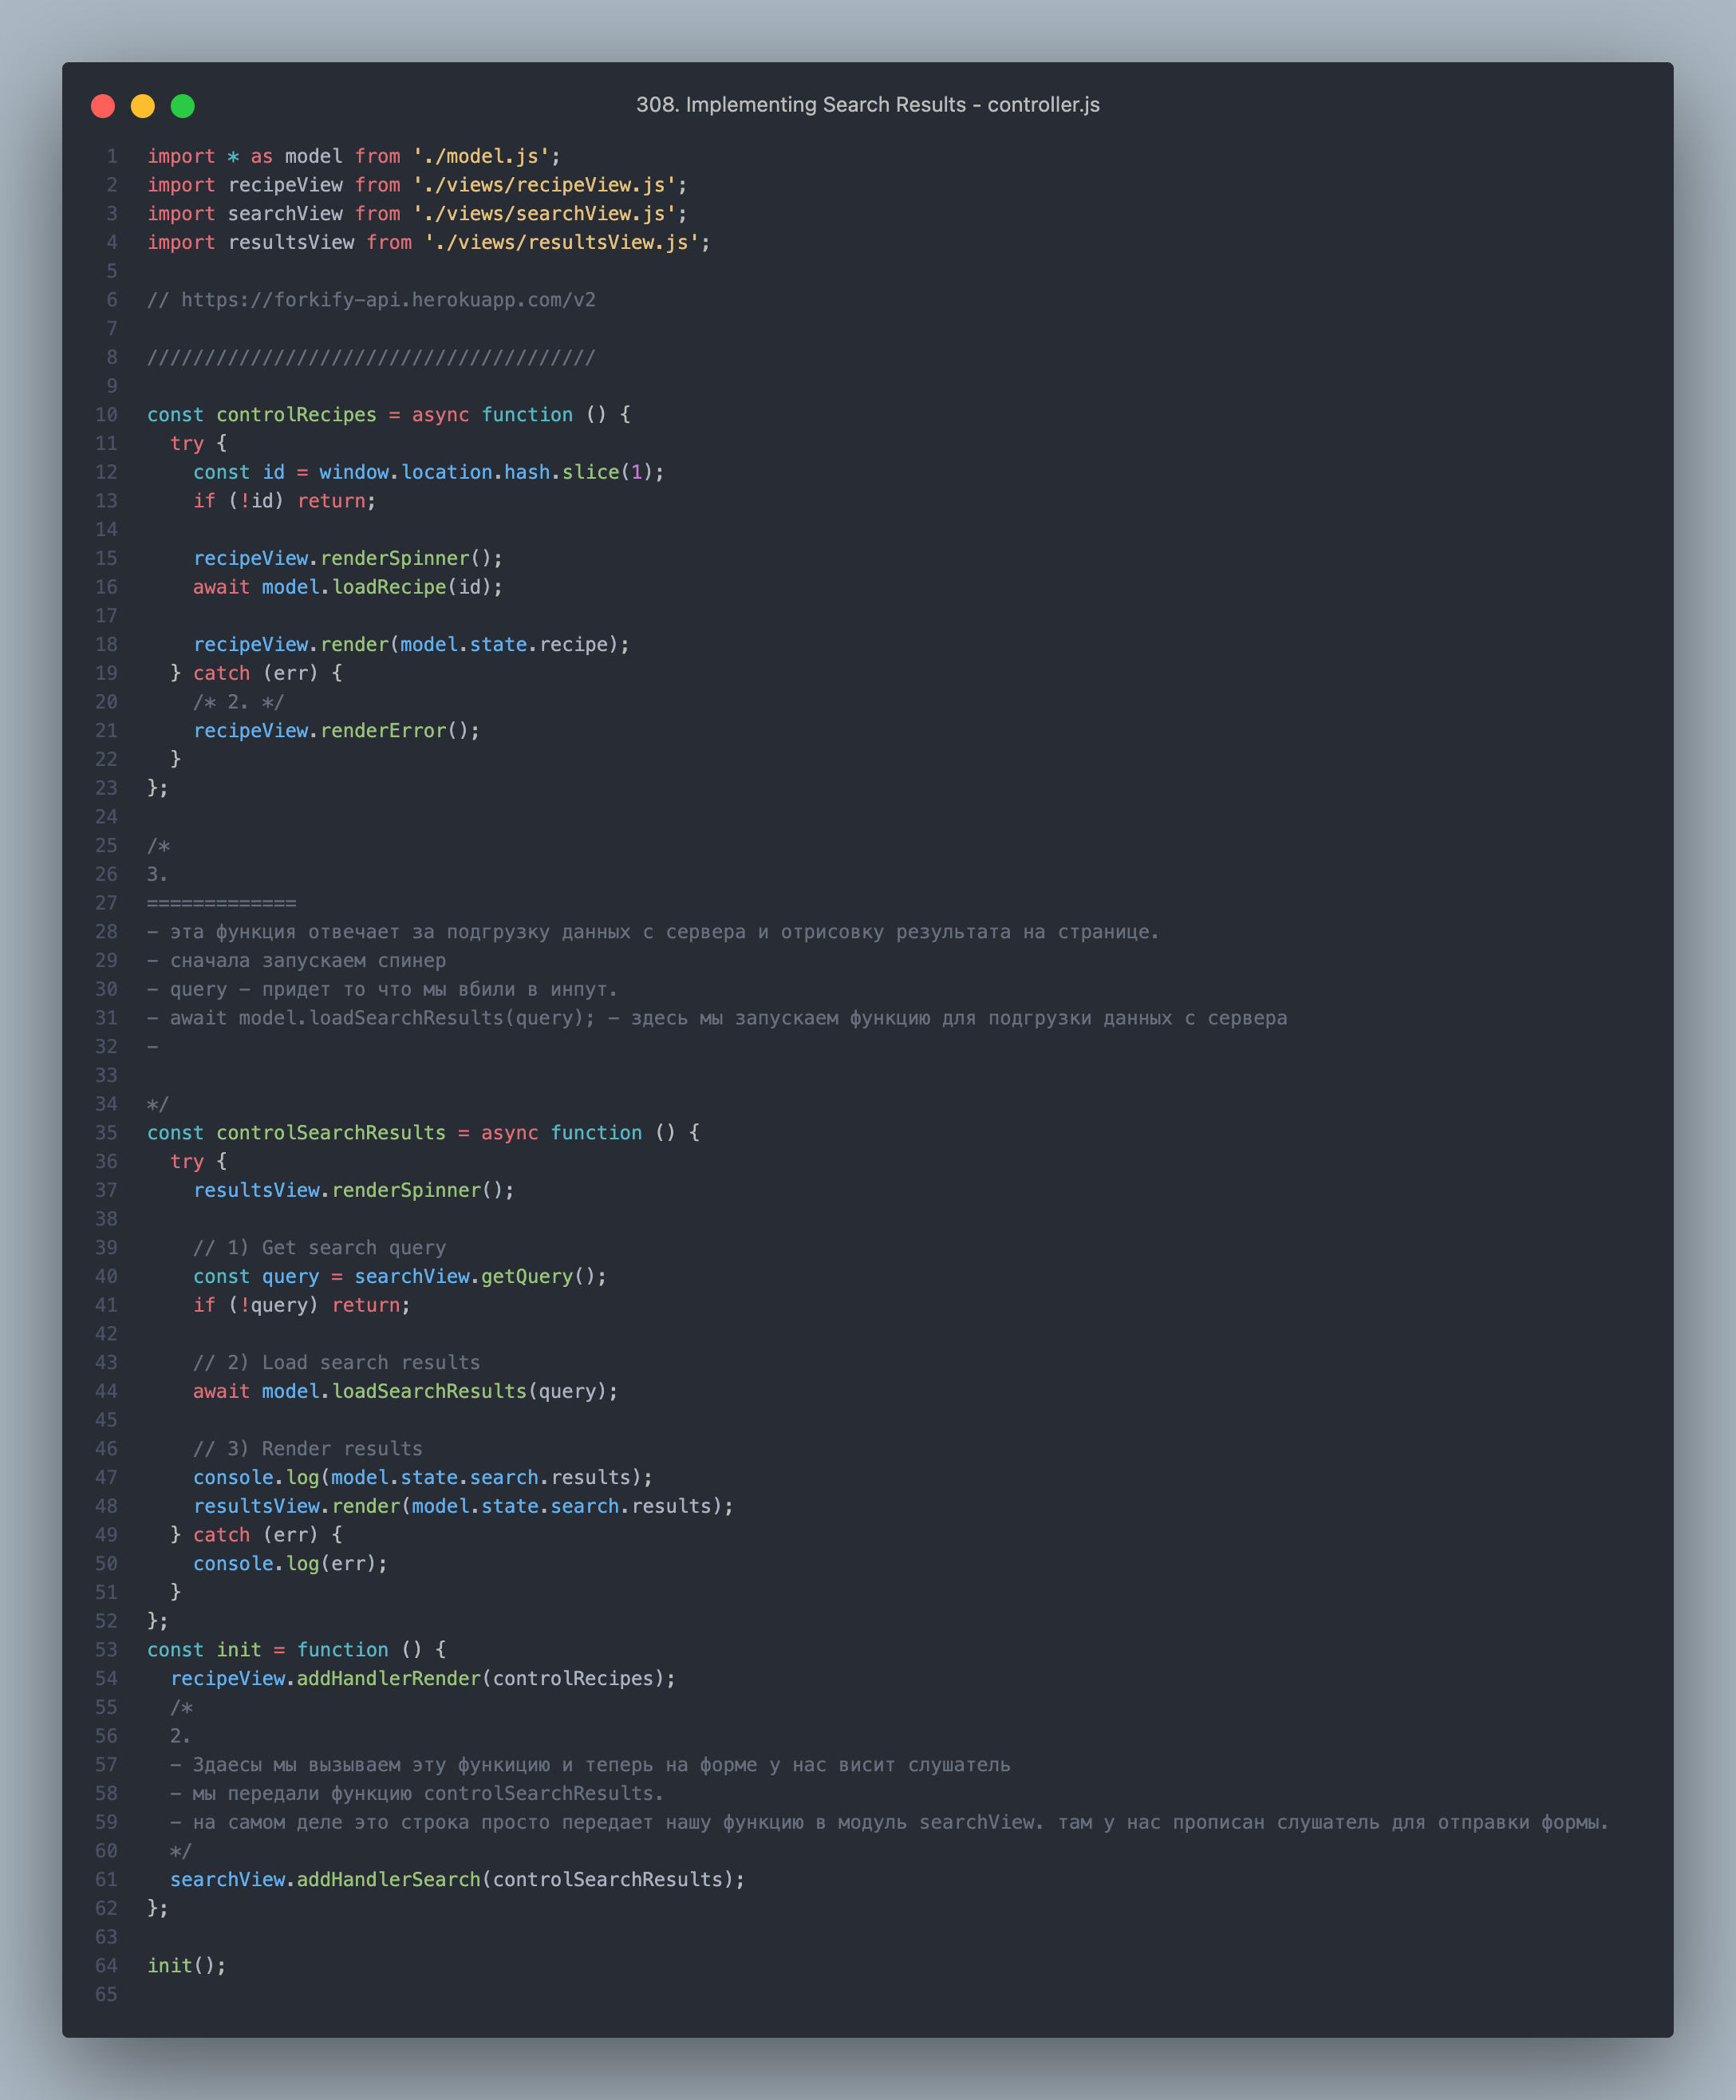 308. Implementing Search Results - controller.js
1 import * as model from './model.js';
2 import recipeView from './views/recipeView.js';
3 import searchView from './views/searchView.js';
4 import resultsView from './views/resultsView.js';
5
6 // https://forkify-api.herokuapp.com/v2
7
8 ///////////////////////////////////////
9
10 const controlRecipes = async function () {
11   try {
12     const id = window.location.hash.slice(1);
13     if (!id) return;
14
15     recipeView.renderSpinner();
16     await model.loadRecipe(id);
17
18     recipeView.render(model.state.recipe);
19   } catch (err) {
20     /* 2. */
21     recipeView.renderError();
22   }
23 };
24
25 /*
26 3.
27 =============
28 - эта функция отвечает за подгрузку данных с сервера и отрисовку результата на странице.
29 - сначала запускаем спинер
30 - query - придет то что мы вбили в инпут.
31 - await model.loadSearchResults(query); - здесь мы запускаем функцию для подгрузки данных с сервера
32 -
33
34 */
35 const controlSearchResults = async function () {
36   try {
37     resultsView.renderSpinner();
38
39     // 1) Get search query
40     const query = searchView.getQuery();
41     if (!query) return;
42
43     // 2) Load search results
44     await model.loadSearchResults(query);
45
46     // 3) Render results
47     console.log(model.state.search.results);
48     resultsView.render(model.state.search.results);
49   } catch (err) {
50     console.log(err);
51   }
52 };
53 const init = function () {
54   recipeView.addHandlerRender(controlRecipes);
55   /*
56   2.
57   - Здаесы мы вызываем эту функицию и теперь на форме у нас висит слушатель
58   - мы передали функцию controlSearchResults.
59   - на самом деле это строка просто передает нашу функцию в модуль searchView. там у нас прописан слушатель для отправки формы.
60   */
61   searchView.addHandlerSearch(controlSearchResults);
62 };
63
64 init();
65